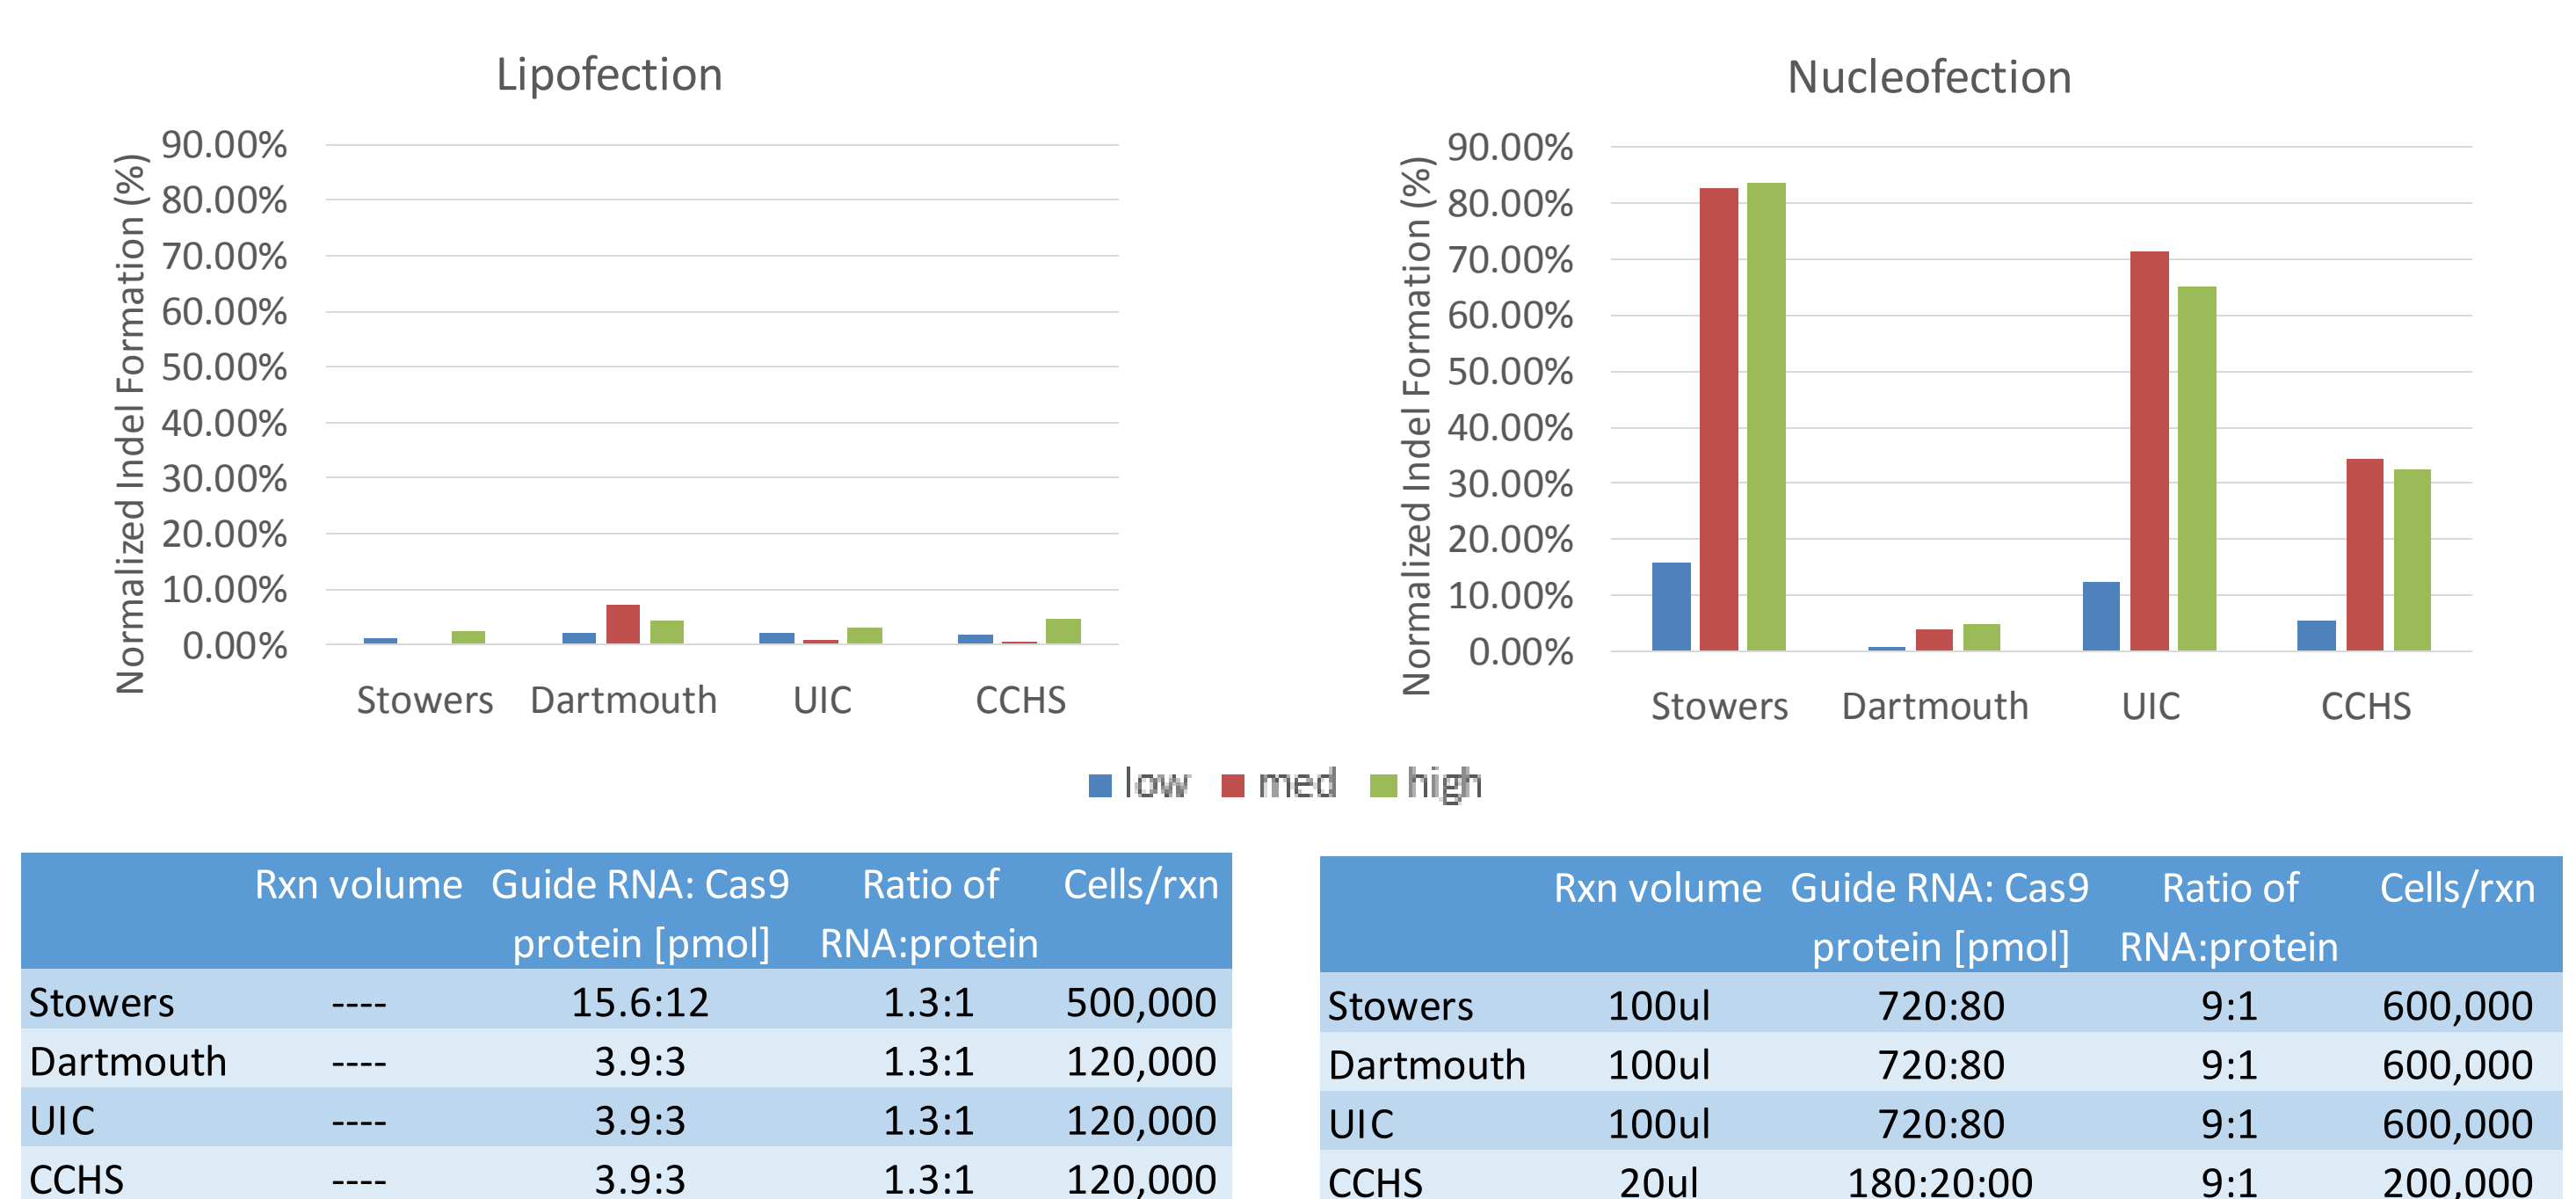 Lipofection
Normalized Indel Formation (%)
90.00%
80.00%
70.00%
60.00%
50.00%
40.00%
30.00%
20.00%
10.00%
0.00%
Stowers Dartmouth UIC CCHS
Nucleofection
Normalized Indel Formation (%)
90.00%
80.00%
70.00%
60.00%
50.00%
40.00%
30.00%
20.00%
10.00%
0.00%
Stowers Dartmouth UIC CCHS
low med high
Rxn volume Guide RNA: Cas9 Ratio of Cells/rxn
protein [pmol] RNA:protein
Stowers ---- 15.6:12 1.3:1 500,000
Dartmouth ---- 3.9:3 1.3:1 120,000
UIC ---- 3.9:3 1.3:1 120,000
CCHS ---- 3.9:3 1.3:1 120,000
Rxn volume Guide RNA: Cas9 Ratio of Cells/rxn
protein [pmol] RNA:protein
Stowers 100ul 720:80 9:1 600,000
Dartmouth 100ul 720:80 9:1 600,000
UIC 100ul 720:80 9:1 600,000
CCHS 20ul 180:20:00 9:1 200,000